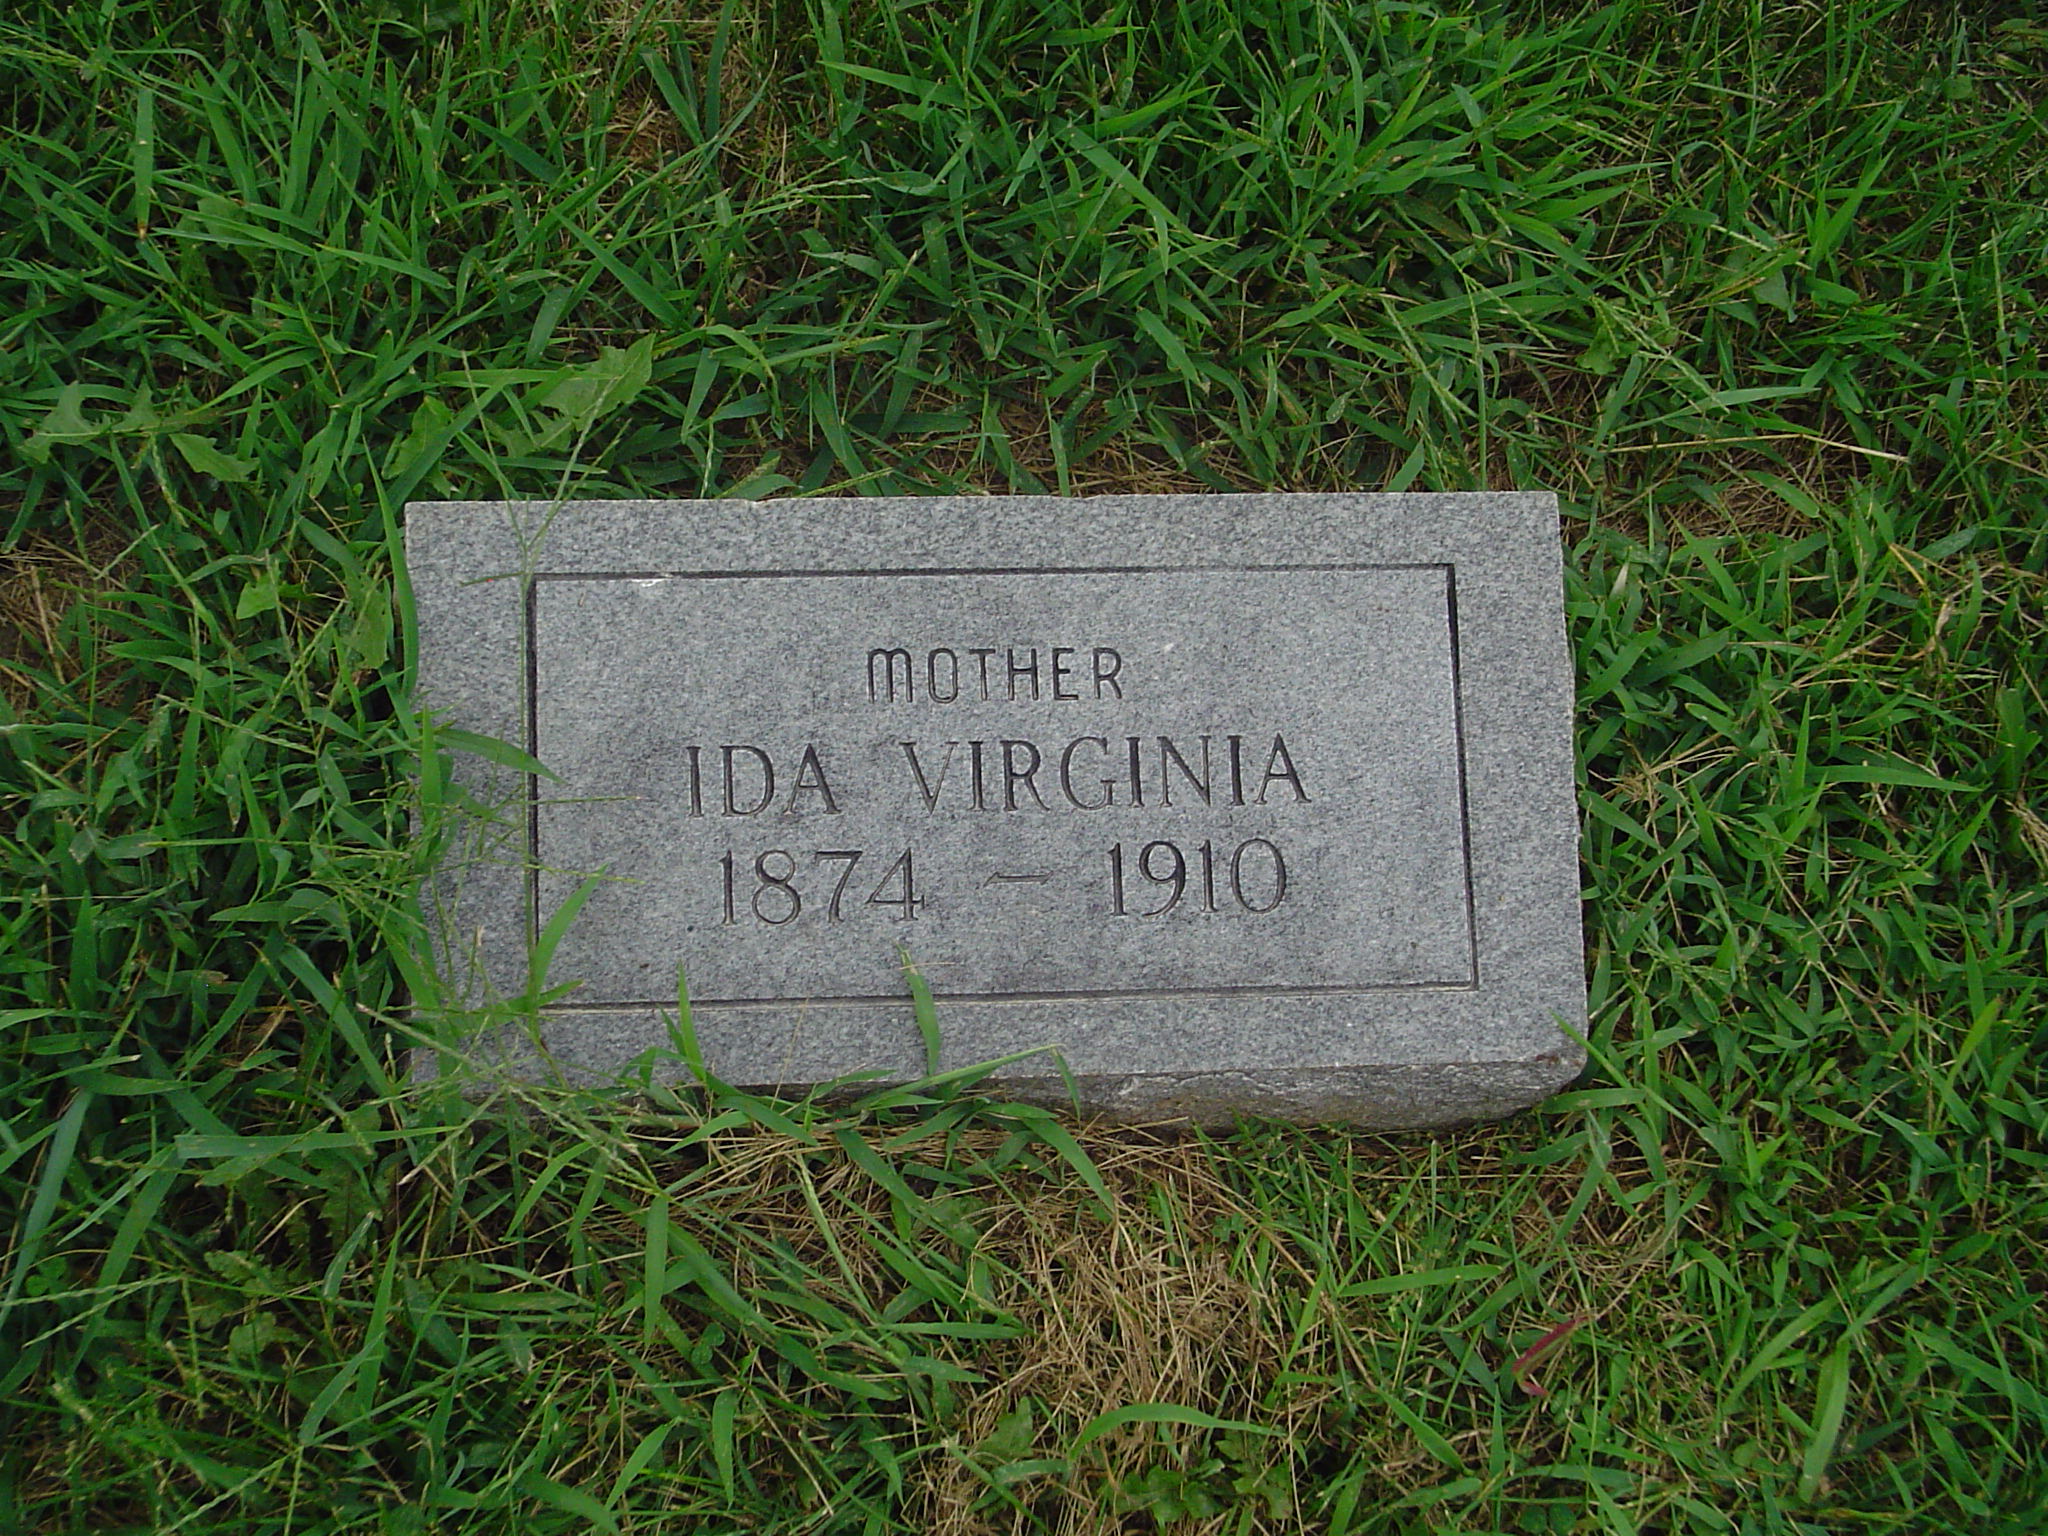 MOTHER
IDA VIRGINIA
1874 - 1910